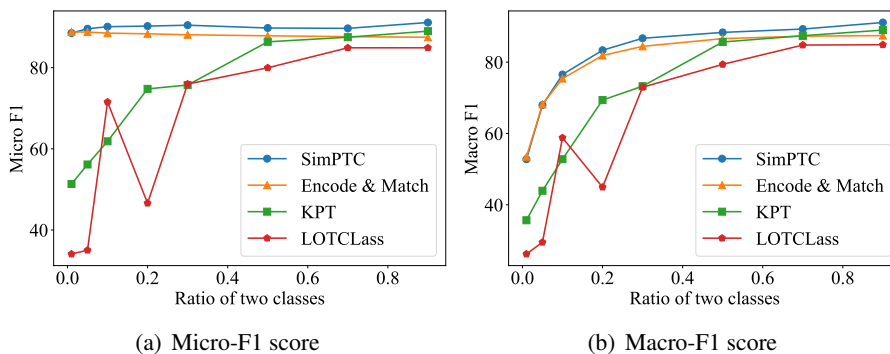 Micro F1
80
60
40
0.0 0.2 0.4 0.6 0.8
Ratio of two classes
SimPTC
Encode & Match
KPT
LOTCLass
(a) Micro-F1 score
Macro F1
80
60
40
0.0 0.2 0.4 0.6 0.8
Ratio of two classes
SimPTC
Encode & Match
KPT
LOTCLass
(b) Macro-F1 score